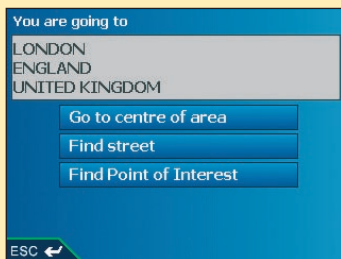 You are going to
LONDON
ENGLAND
UNITED KINGDOM
Go to centre of area
Find street
Find Point of Interest
ESC